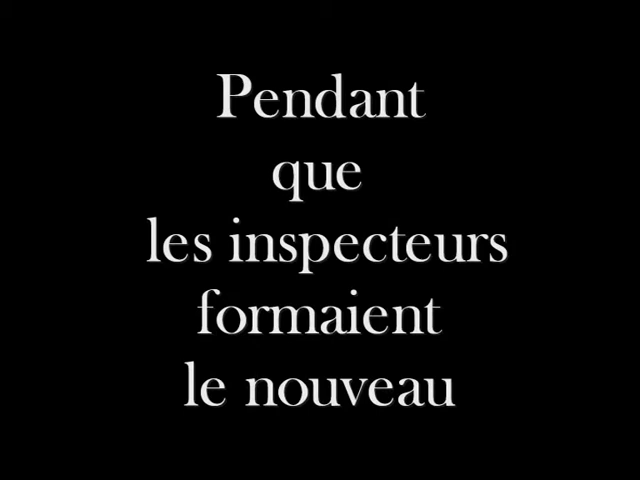 Pendant
que
les inspecteurs
formaient
le nouveau